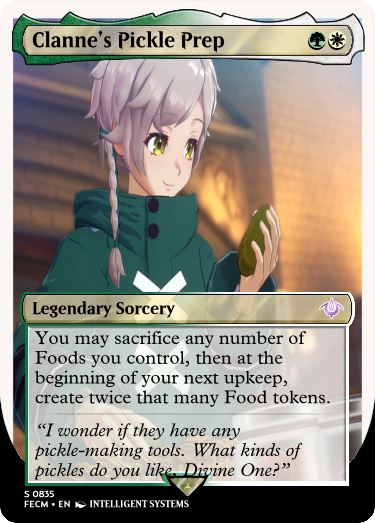 Clanne's Pickle Prep
Legendary Sorcery
You may sacrifice any number of
Foods you control, then at the
beginning of your next upkeep,
create twice that many Food tokens.
"I wonder if they have any
pickle-making tools. What kinds of
pickles do you like, Divine One?"
S 0835
FECM • EN INTELLIGENT SYSTEMS